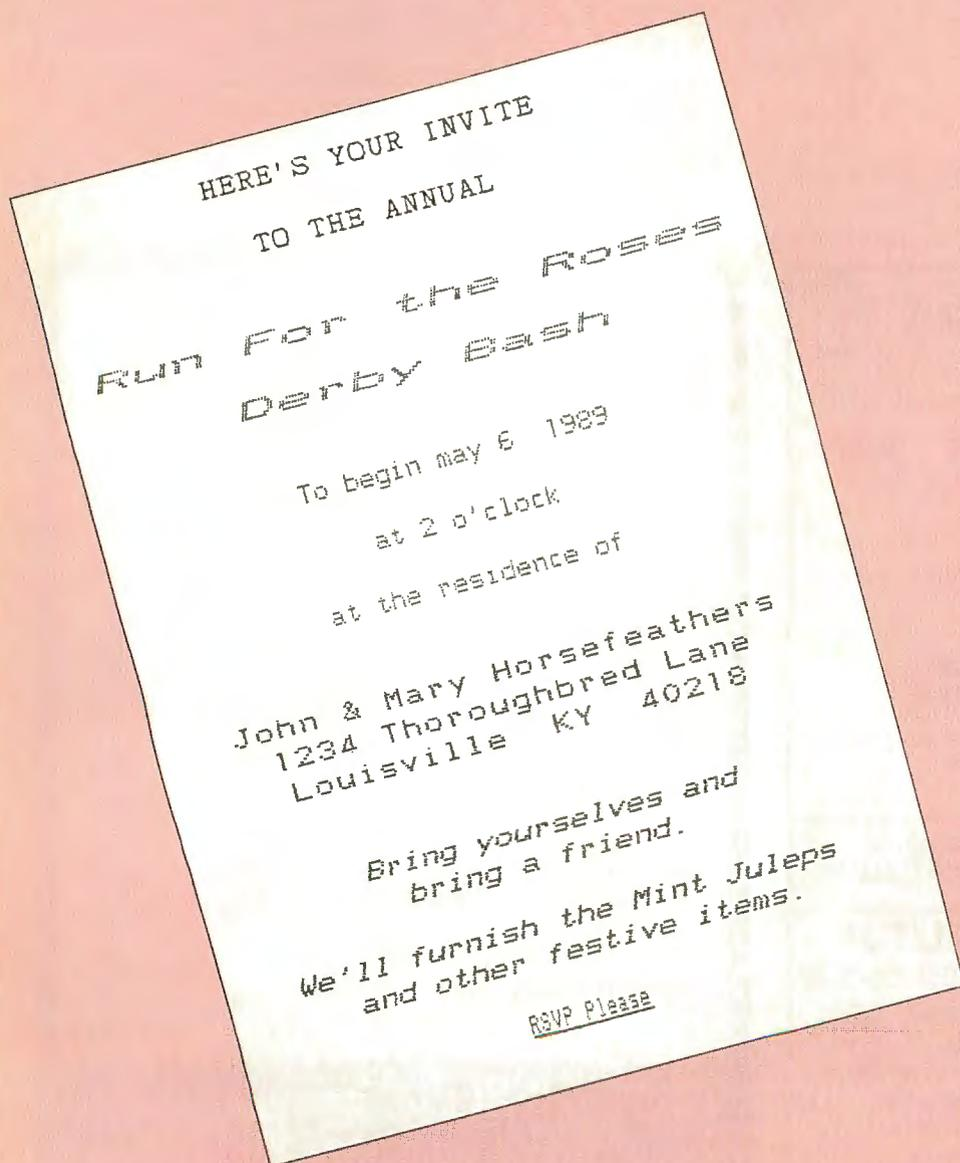 HERE'S YOUR INVITE
TO THE ANNUAL
Run For the Roses
Derby Bash
To begin may 6 1989
at 2 o'clock
at the residence of
John & Mary Horsefeathers
1234 Thoroughbred Lane
Louisville KY 40218
Bring yourselves and
bring a friend.
We'll furnish the Mint Juleps
and other festive items.
RSVP Please